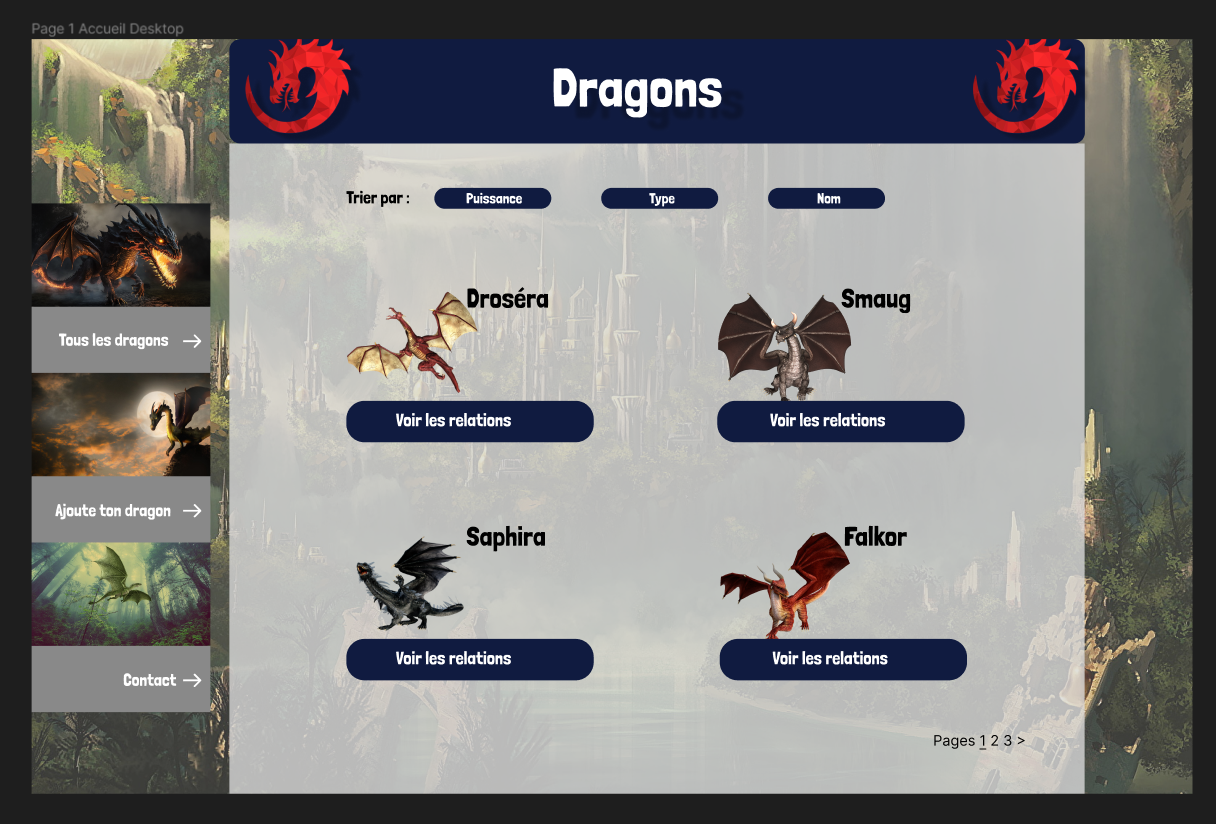 Page 1 Accueil Desktop
Dragons
Trier par : Puissance Type Nom
Tous les dragons →
Ajoute ton dragon →
Contact →
Droséra
Smaug
Voir les relations
Voir les relations
Saphira
Falkor
Voir les relations
Voir les relations
Pages 1 2 3 >